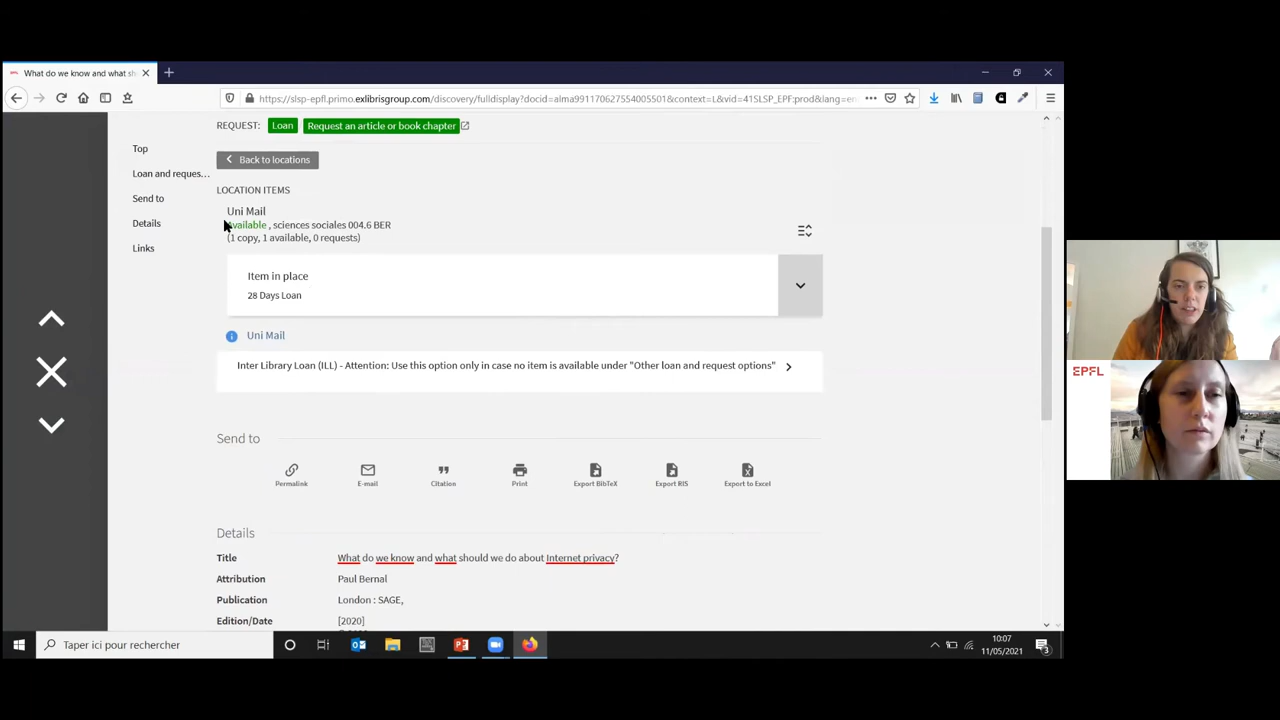 What do we know and what sh
https://slsp-epfl.primo.exlibrisgroup.com/discovery/fulldisplay?docid=alma991170627554005501&context=L&vid=41SLSP_EPF:prod&lang=e
REQUEST: Loan Request an article or book chapter
Top
Back to locations
Loan and reques...
LOCATION ITEMS
Send to
Uni Mail
Details
Available , sciences sociales 004.6 BER
(1 copy, 1 available, 0 requests)
Links
Item in place
28 Days Loan
Uni Mail
Inter Library Loan (ILL) - Attention: Use this option only in case no item is available under "Other loan and request options"
EPFL
Send to
Permalink E-mail Citation Print Export BibTeX Export RIS Export to Excel
Details
Title What do we know and what should we do about Internet privacy?
Attribution Paul Bernal
Publication London : SAGE,
Edition/Date [2020]
Taper ici pour rechercher
10:07
11/05/2021
3